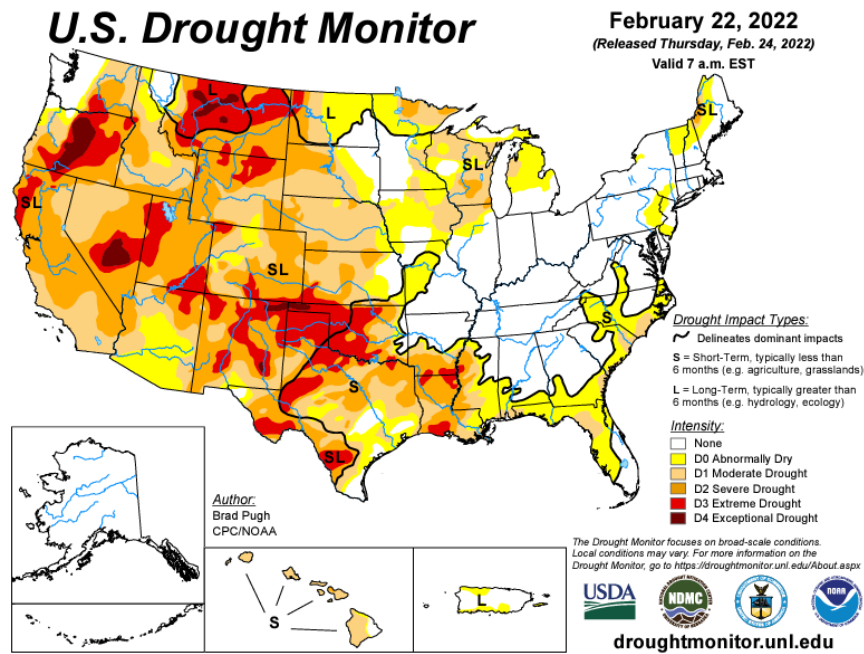 U.S. Drought Monitor
February 22, 2022
(Released Thursday, Feb. 24, 2022)
Valid 7 a.m. EST
L
L
SL
SL
SL
SL
S
S
SL
Drought Impact Types:
Delineates dominant impacts
S = Short-Term, typically less than
6 months (e.g. agriculture, grasslands)
L = Long-Term, typically greater than
6 months (e.g. hydrology, ecology)
Intensity:
None
D0 Abnormally Dry
D1 Moderate Drought
D2 Severe Drought
D3 Extreme Drought
D4 Exceptional Drought
Author:
Brad Pugh
CPC/NOAA
S
L
The Drought Monitor focuses on broad-scale conditions.
Local conditions may vary. For more information on the
Drought Monitor, go to https://droughtmonitor.unl.edu/About.aspx
USDA
NDMC
NOAA
droughtmonitor.unl.edu